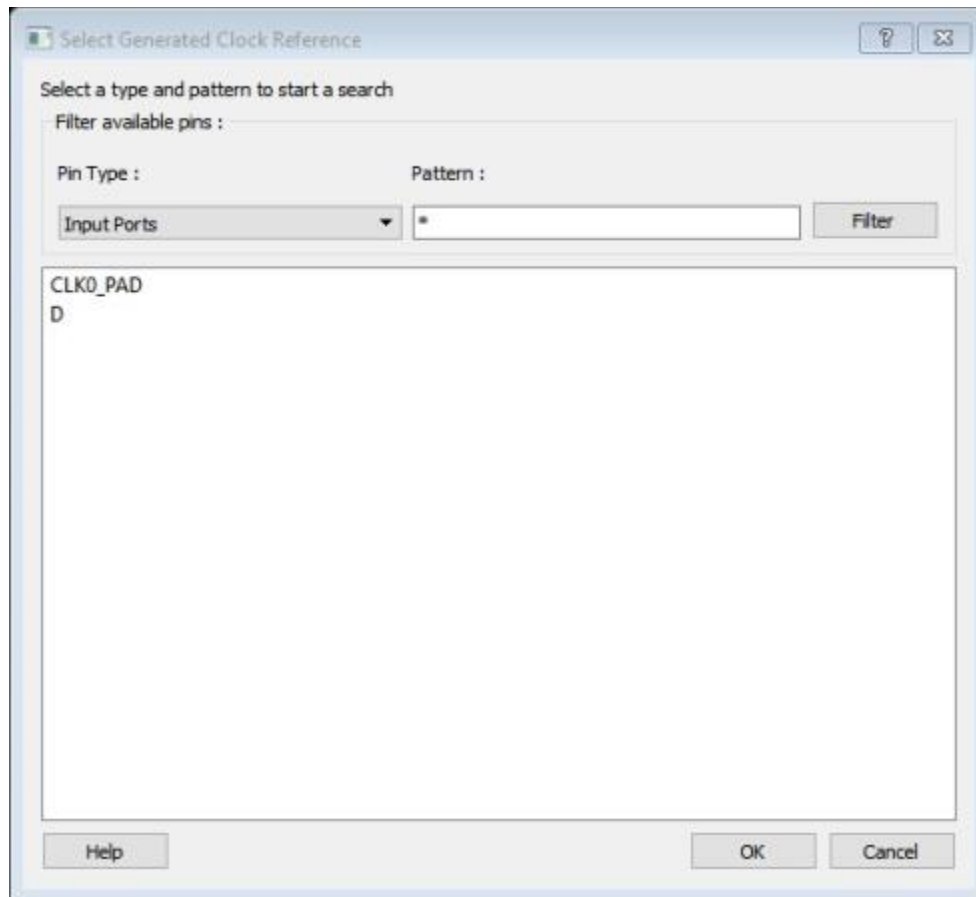 Select Generated Clock Reference
Select a type and pattern to start a search
Filter available pins :
Pin Type :
Pattern :
Input Ports
*
Filter
CLK0_PAD
D
Help
OK
Cancel